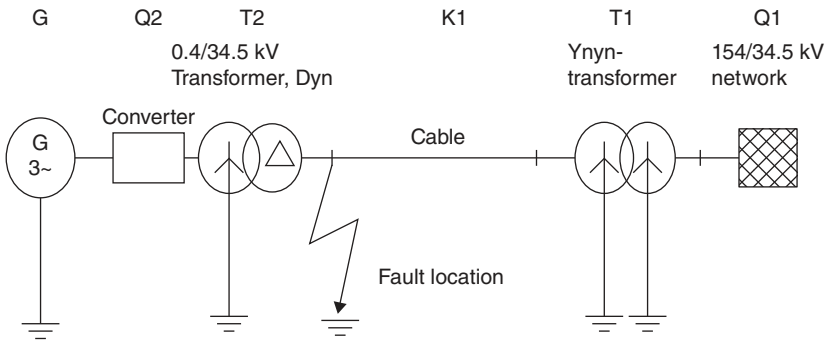 G
Q2
T2
K1
T1
Q1
0.4/34.5 kV
Transformer, Dyn
Ynyn-
transformer
154/34.5 kV
network
Converter
G
3~
Cable
Fault location